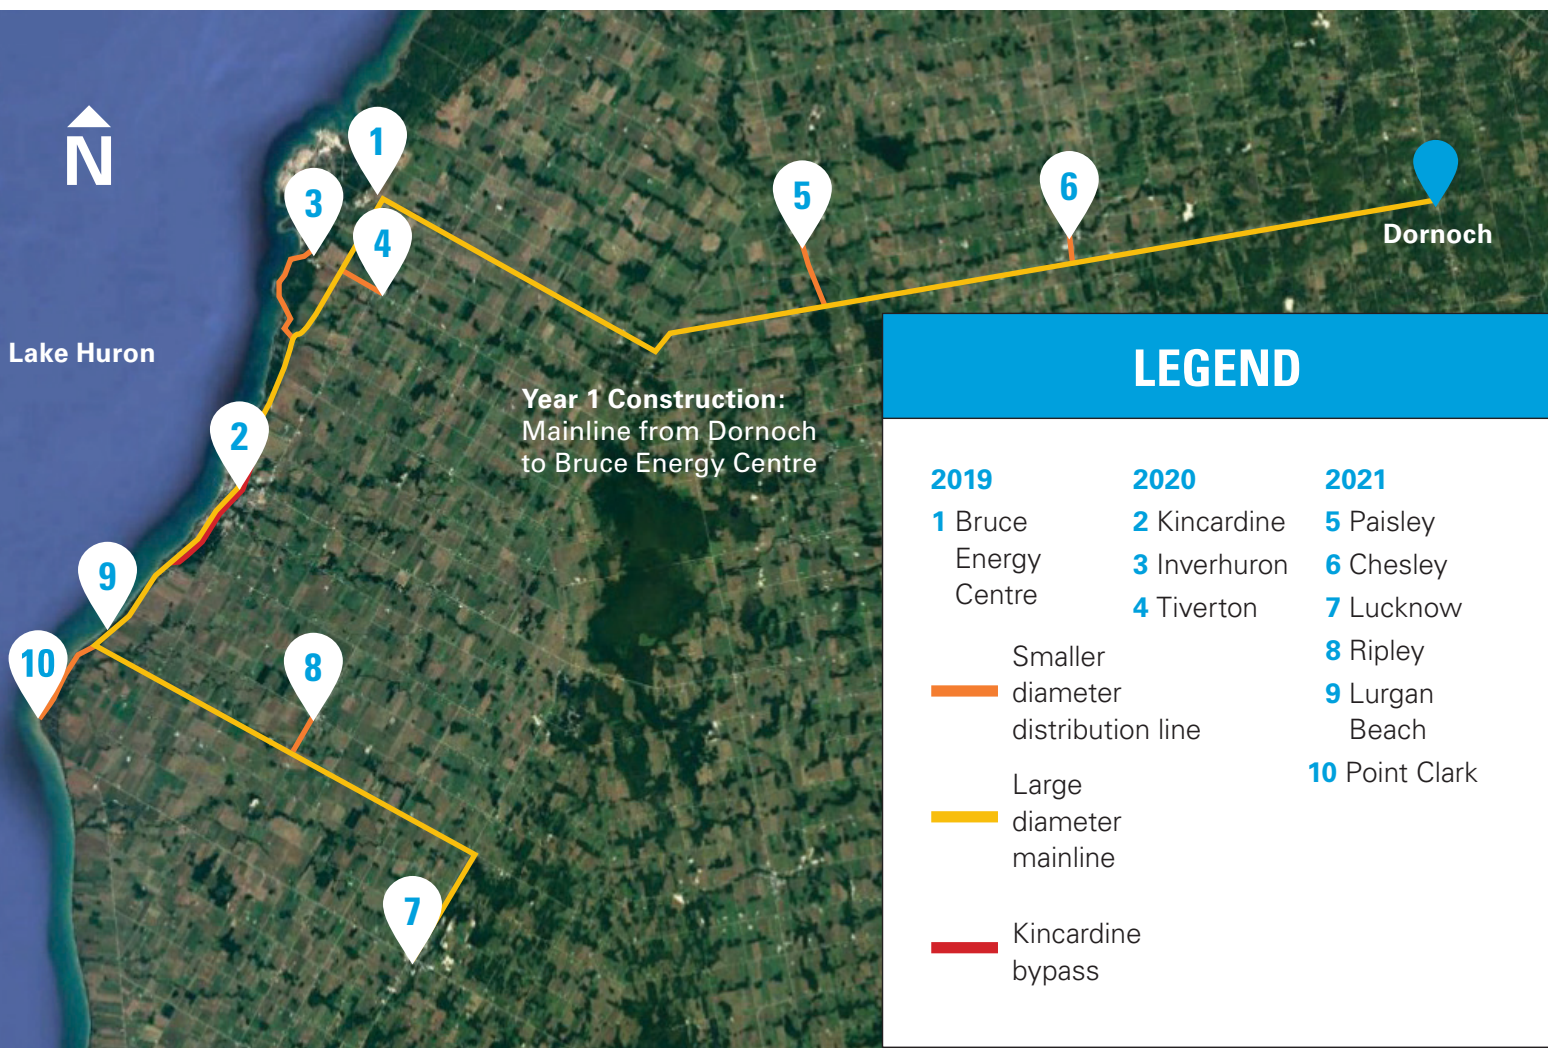 N
1
3
4
5
6
Dornoch
Lake Huron
Year 1 Construction:
Mainline from Dornoch
to Bruce Energy Centre
2
9
10
8
7
LEGEND
2019
1 Bruce
Energy
Centre
2020
2 Kincardine
3 Inverhuron
4 Tiverton
2021
5 Paisley
6 Chesley
7 Lucknow
8 Ripley
9 Lurgan
Beach
10 Point Clark
Smaller
diameter
distribution line
Large
diameter
mainline
Kincardine
bypass